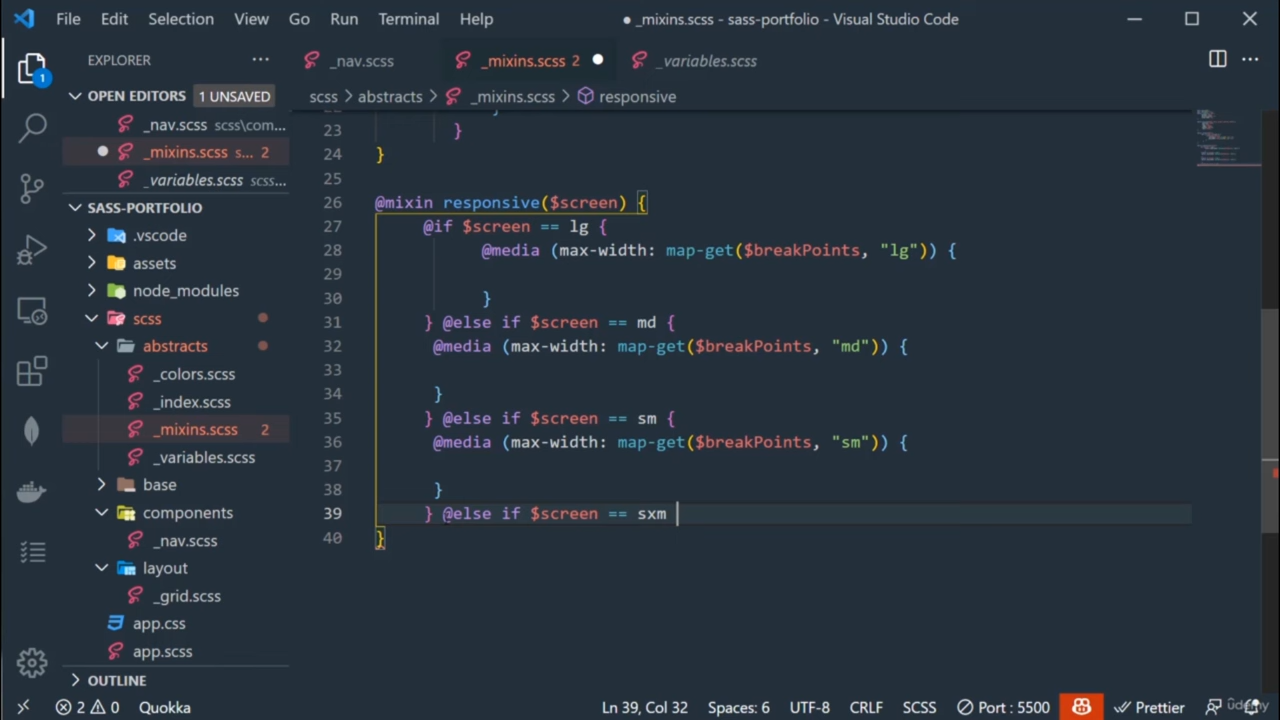 File Edit Selection View Go Run Terminal Help
● _mixins.scss - sass-portfolio - Visual Studio Code
EXPLORER ···
_nav.scss
_mixins.scss 2
_variables.scss
OPEN EDITORS 1 UNSAVED
scss > abstracts > _mixins.scss > responsive
_nav.scss scss\com...
_mixins.scss s... 2
_variables.scss scss...
SASS-PORTFOLIO
.vscode
assets
node_modules
scss
abstracts
_colors.scss
_index.scss
_mixins.scss 2
_variables.scss
base
components
_nav.scss
layout
_grid.scss
app.css
app.scss
OUTLINE
1
23 }
24 }
25
26 @mixin responsive($screen) {
27 @if $screen == lg {
28 @media (max-width: map-get($breakPoints, "lg")) {
29
30 }
31 } @else if $screen == md {
32 @media (max-width: map-get($breakPoints, "md")) {
33
34 }
35 } @else if $screen == sm {
36 @media (max-width: map-get($breakPoints, "sm")) {
37
38 }
39 } @else if $screen == sxm
40 }
2 0 Quokka Ln 39, Col 32 Spaces: 6 UTF-8 CRLF SCSS Port : 5500 Prettier
udemy